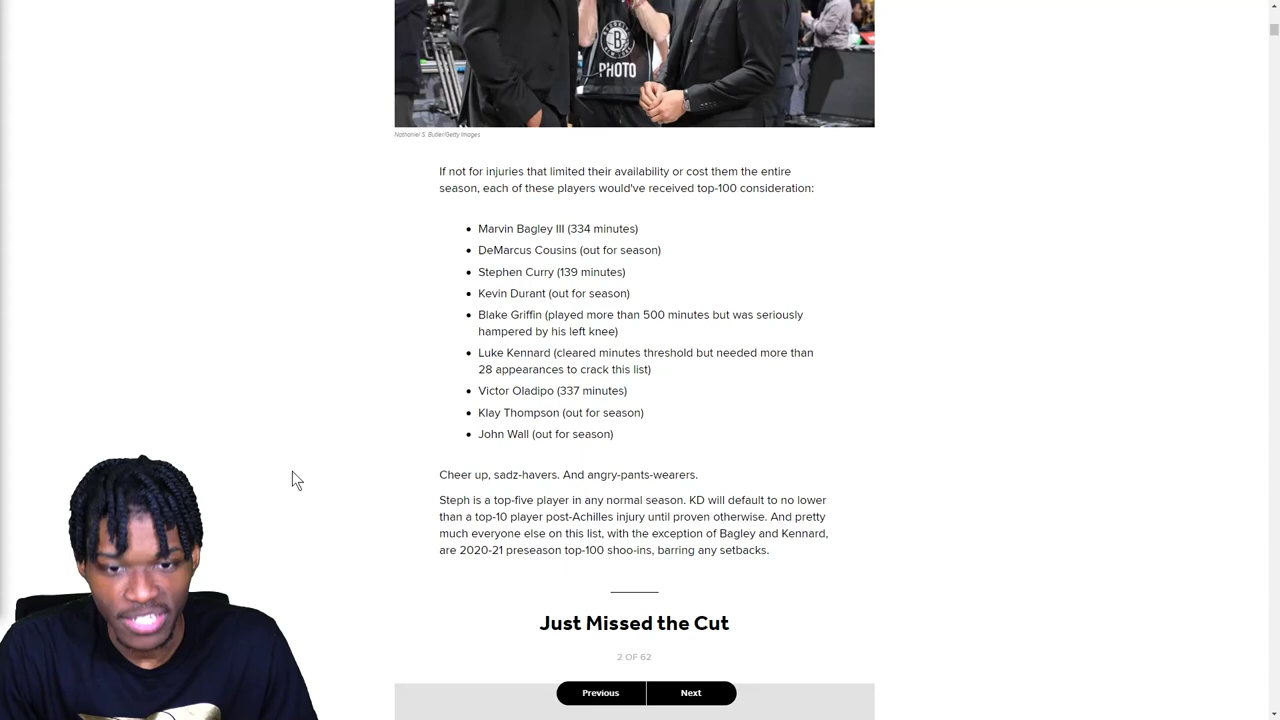 B
PHOTO
Nathaniel S. Butler/Getty Images
If not for injuries that limited their availability or cost them the entire
season, each of these players would've received top-100 consideration:
• Marvin Bagley III (334 minutes)
• DeMarcus Cousins (out for season)
• Stephen Curry (139 minutes)
• Kevin Durant (out for season)
• Blake Griffin (played more than 500 minutes but was seriously
hampered by his left knee)
• Luke Kennard (cleared minutes threshold but needed more than
28 appearances to crack this list)
• Victor Oladipo (337 minutes)
• Klay Thompson (out for season)
• John Wall (out for season)
Cheer up, sadz-havers. And angry-pants-wearers.
Steph is a top-five player in any normal season. KD will default to no lower
than a top-10 player post-Achilles injury until proven otherwise. And pretty
much everyone else on this list, with the exception of Bagley and Kennard,
are 2020-21 preseason top-100 shoo-ins, barring any setbacks.
Just Missed the Cut
2 OF 62
Previous
Next